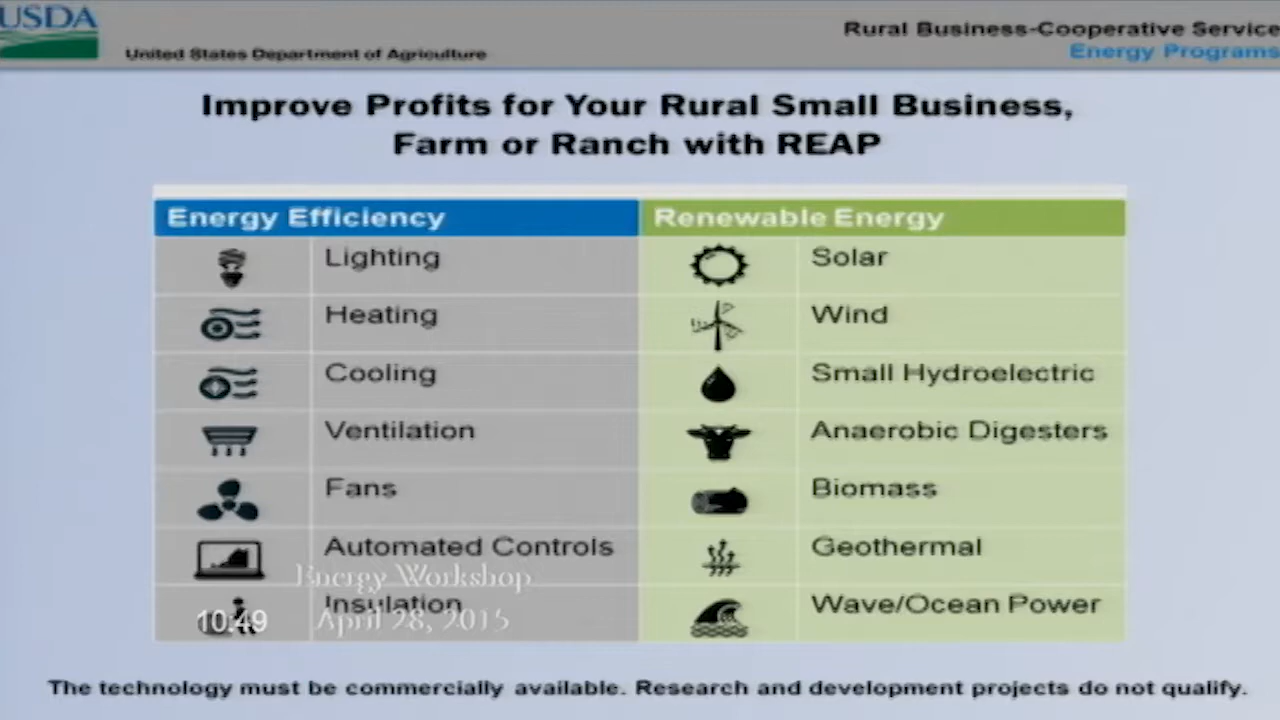 USDA
United States Department of Agriculture
Rural Business-Cooperative Service
Energy Programs
Improve Profits for Your Rural Small Business,
Farm or Ranch with REAP
Energy Efficiency
Renewable Energy
Lighting
Solar
Heating
Wind
Cooling
Small Hydroelectric
Ventilation
Anaerobic Digesters
Fans
Biomass
Automated Controls
Geothermal
Insulation
Wave/Ocean Power
Energy Workshop
10:49
April 28, 2015
The technology must be commercially available. Research and development projects do not qualify.